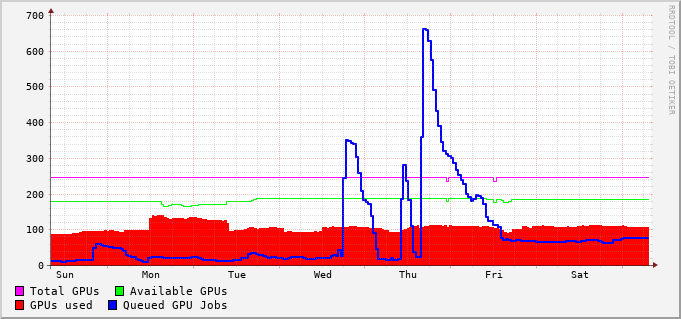 700
600
500
400
300
200
100
0
Sun Mon Tue Wed Thu Fri Sat
Total GPUs Available GPUs
GPUs used Queued GPU Jobs
RRDTOOL / TOBI OETIKER